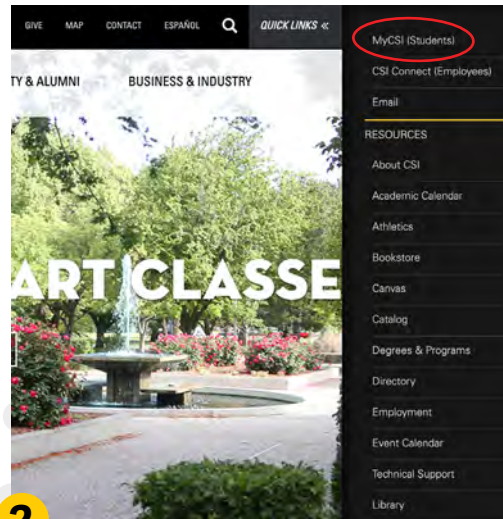 GIVE MAP CONTACT ESPAÑOL QUICK LINKS «
TY & ALUMNI BUSINESS & INDUSTRY
ART CLASSE
2
MyCSI (Students)
CSI Connect (Employees)
Email
RESOURCES
About CSI
Academic Calendar
Athletics
Bookstore
Canvas
Catalog
Degrees & Programs
Directory
Employment
Event Calendar
Technical Support
Library